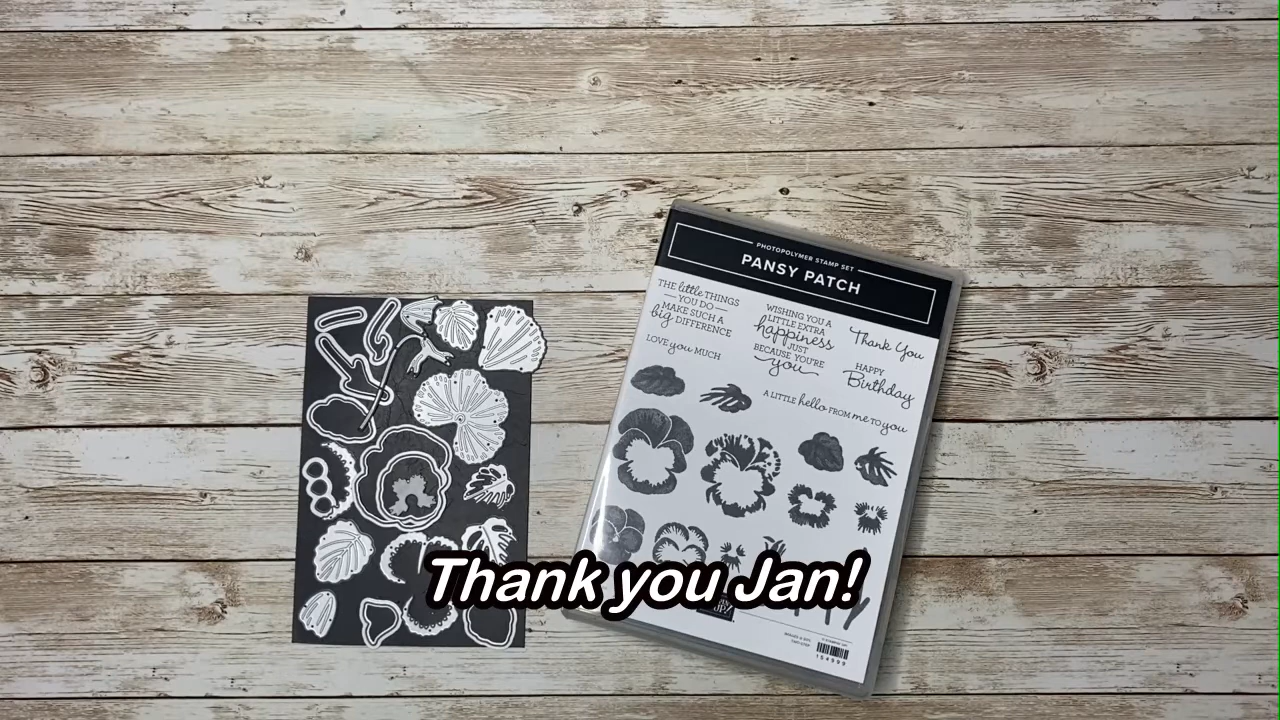 PHOTOPOLYMER STAMP SET
PANSY PATCH
THE little THINGS
YOU DO
MAKE SUCH A
big DIFFERENCE
LOVE you MUCH
WISHING YOU A
LITTLE EXTRA
happiness
JUST
BECAUSE YOU'RE
you
Thank You
HAPPY
Birthday
A LITTLE hello FROM me TO you
Thank you Jan!
154999